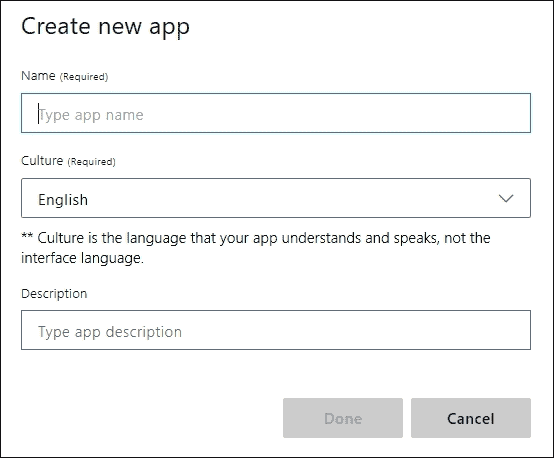 Create new app
Name (Required)
Type app name
Culture (Required)
English
** Culture is the language that your app understands and speaks, not the
interface language.
Description
Type app description
Done
Cancel